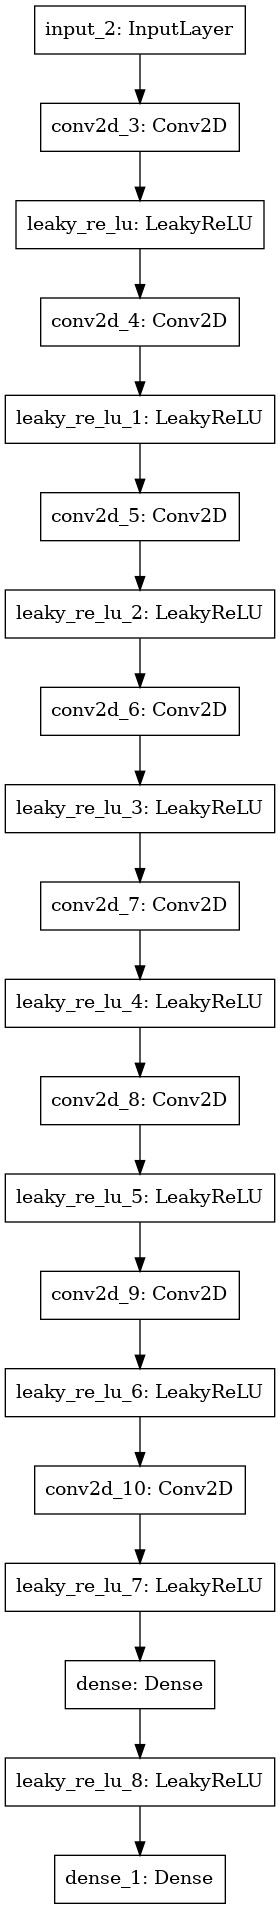 input_2: InputLayer
conv2d_3: Conv2D
leaky_re_lu: LeakyReLU
conv2d_4: Conv2D
leaky_re_lu_1: LeakyReLU
conv2d_5: Conv2D
leaky_re_lu_2: LeakyReLU
conv2d_6: Conv2D
leaky_re_lu_3: LeakyReLU
conv2d_7: Conv2D
leaky_re_lu_4: LeakyReLU
conv2d_8: Conv2D
leaky_re_lu_5: LeakyReLU
conv2d_9: Conv2D
leaky_re_lu_6: LeakyReLU
conv2d_10: Conv2D
leaky_re_lu_7: LeakyReLU
dense: Dense
leaky_re_lu_8: LeakyReLU
dense_1: Dense